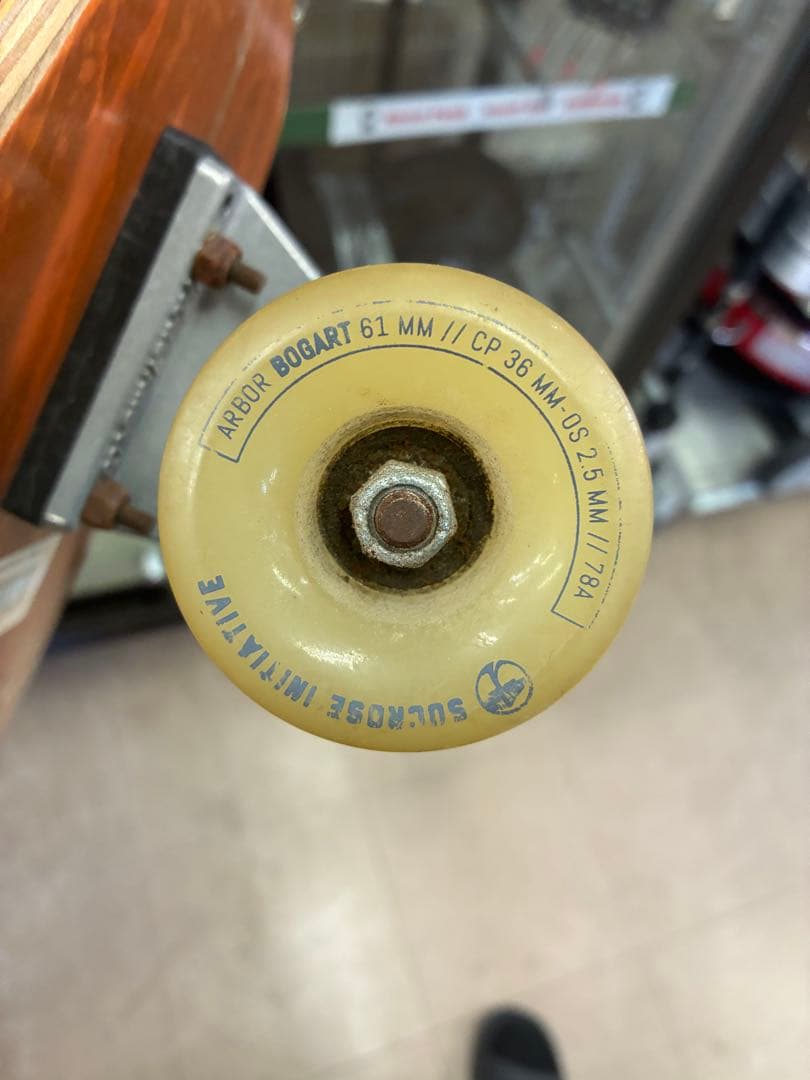 ARBOR BOGART 61 MM // CP 36 MM-OS 2.5 MM // 78A
SUCROSE INITIATIVE